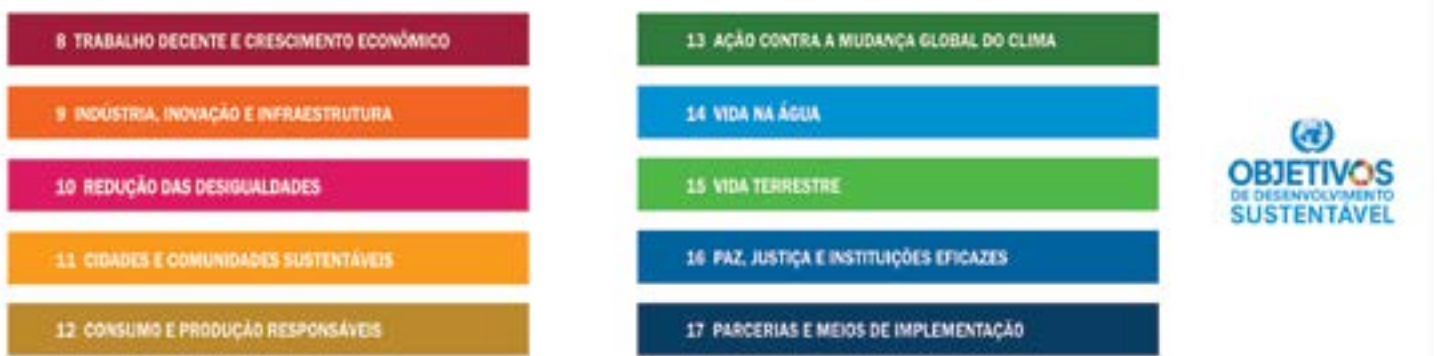 8 TRABALHO DECENTE E CRESCIMENTO ECONÔMICO
9 INDÚSTRIA, INOVAÇÃO E INFRAESTRUTURA
10 REDUÇÃO DAS DESIGUALDADES
11 CIDADES E COMUNIDADES SUSTENTÁVEIS
12 CONSUMO E PRODUÇÃO RESPONSÁVEIS
13 AÇÃO CONTRA A MUDANÇA GLOBAL DO CLIMA
14 VIDA NA ÁGUA
15 VIDA TERRESTRE
16 PAZ, JUSTIÇA E INSTITUIÇÕES EFICAZES
17 PARCERIAS E MEIOS DE IMPLEMENTAÇÃO
OBJETIVOS
DE DESENVOLVIMENTO
SUSTENTÁVEL